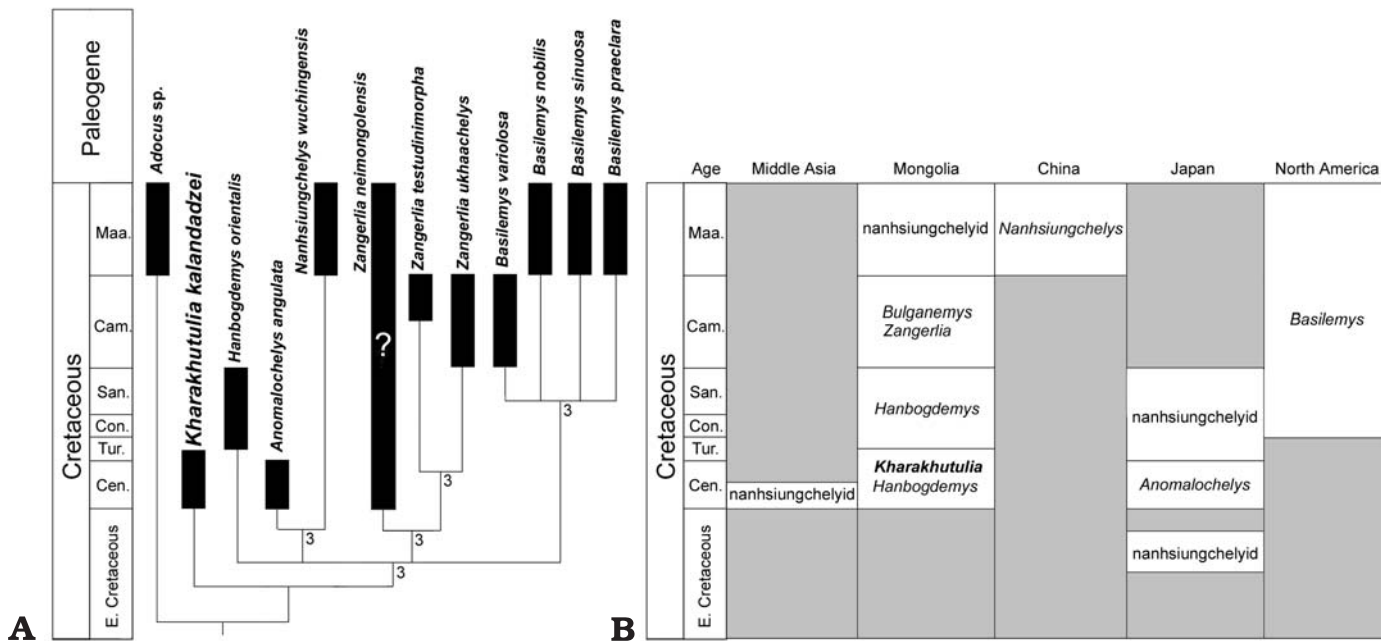 Paleogene
Cretaceous
Maa.
Cam.
San.
Con.
Tur.
Cen.
E. Cretaceous
Adocus sp.
Kharakhutulia kalandadzei
Hanbogdemys orientalis
Anomalochelys angulata
Nanhsiungchelys wuchingensis
Zangerlia neimongolensis
Zangerlia testudinimorpha
Zangerlia ukhaachelys
Basilemys variolosa
Basilemys nobilis
Basilemys sinuosa
Basilemys praeclara
?
3
3
3
3
3
3
A
Age
Middle Asia
Mongolia
China
Japan
North America
Cretaceous
Maa.
nanhsiungchelyid
Nanhsiungchelys
Cam.
Bulganemys
Zangerlia
Basilemys
San.
Hanbogdemys
nanhsiungchelyid
Con.
Tur.
Cen.
nanhsiungchelyid
Kharakhutulia
Hanbogdemys
Anomalochelys
E. Cretaceous
nanhsiungchelyid
B